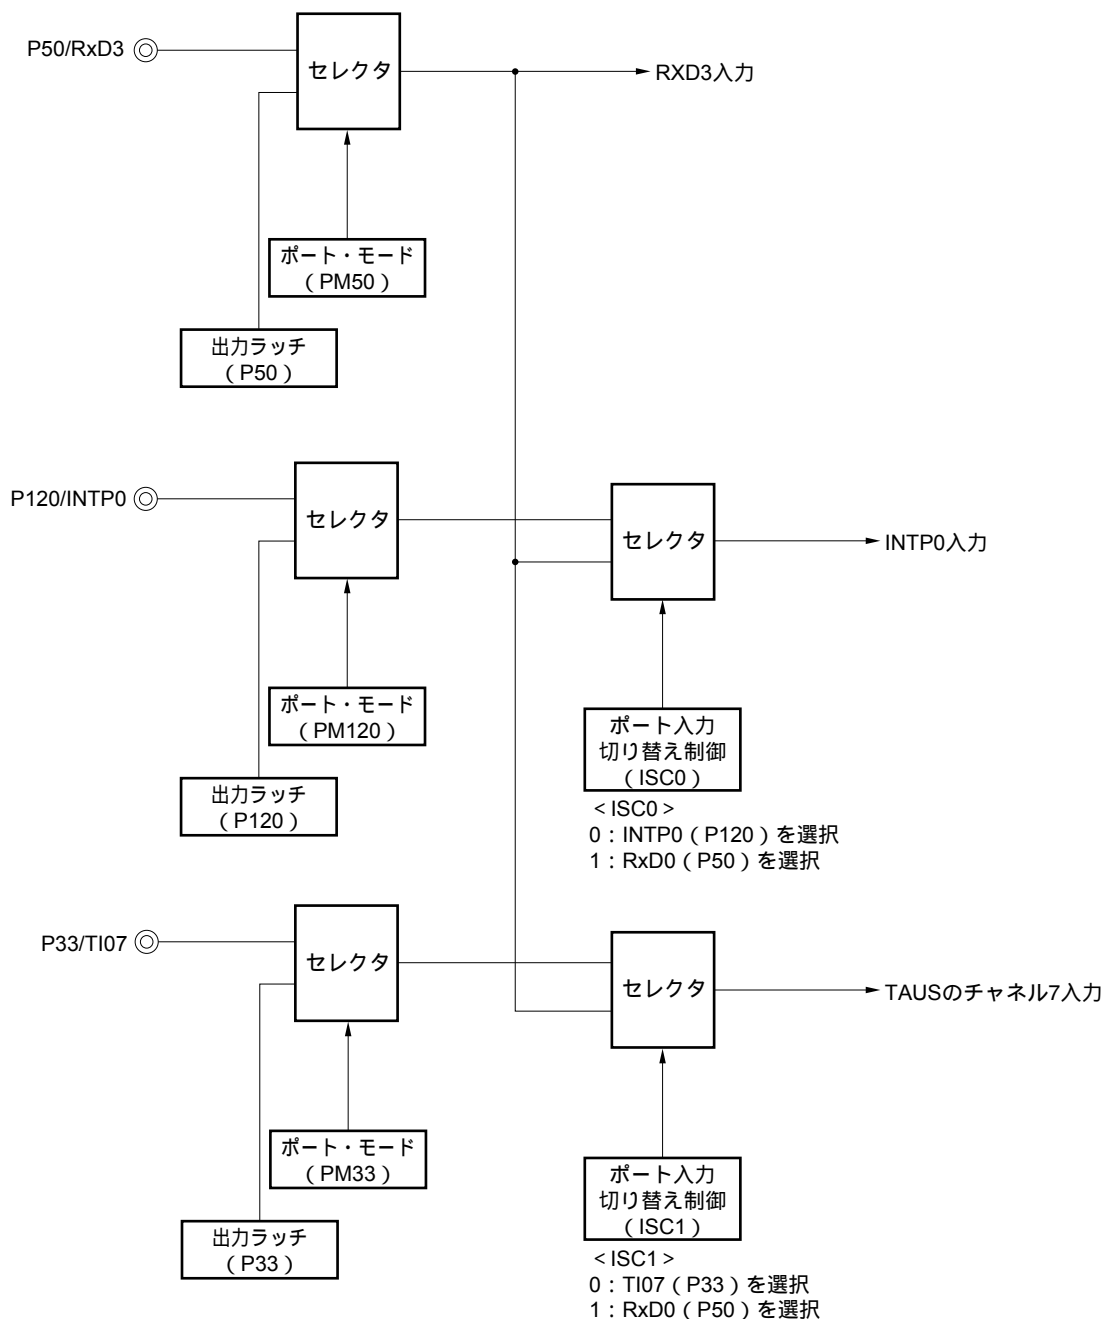 P50/RxD3
セレクタ
RXD3入力
ポート・モード
（PM50）
出力ラッチ
（P50）
P120/INTP0
セレクタ
セレクタ
INTP0入力
ポート・モード
（PM120）
ポート入力
切り替え制御
（ISC0）
出力ラッチ
（P120）
＜ISC0＞
0：INTP0（P120）を選択
1：RxD0（P50）を選択
P33/TI07
セレクタ
セレクタ
TAUSのチャネル7入力
ポート・モード
（PM33）
ポート入力
切り替え制御
（ISC1）
出力ラッチ
（P33）
＜ISC1＞
0：TI07（P33）を選択
1：RxD0（P50）を選択